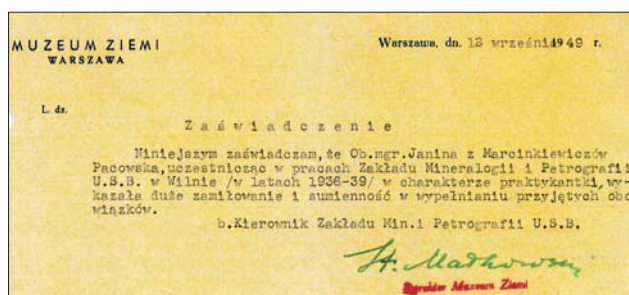 MUZEUM ZIEMI
WARSZAWA
Warszawa, dn. 12 września 1949 r.
L. dz.
Zaświadczenie
Niniejszym zaświadczam, że Ob.mgr.Janina z Marcinkiewiczów
Pacowska, uczestnicząc w pracach Zakładu Mineralogii i Petrografii
U.S.B. w Wilnie /w latach 1936-39/ w charakterze praktykantki, wy-
kazała duże zamiłowanie i sumienność w wypełnianiu przyjętych obo
wiązków.
b.Kierownik Zakładu Min.i Petrografii U.S.B.
St. Małkowski
Dyrektor Muzeum Ziemi